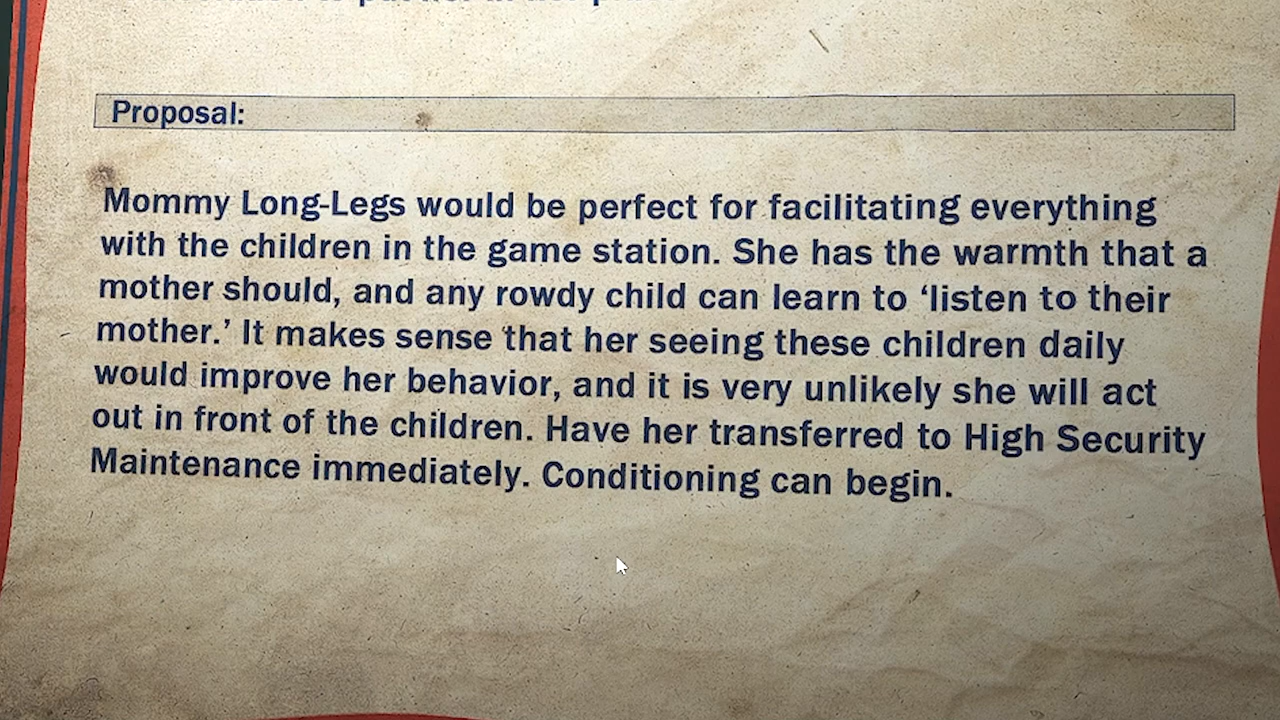 Proposal:
Mommy Long-Legs would be perfect for facilitating everything
with the children in the game station. She has the warmth that a
mother should, and any rowdy child can learn to ‘listen to their
mother.’ It makes sense that her seeing these children daily
would improve her behavior, and it is very unlikely she will act
out in front of the children. Have her transferred to High Security
Maintenance immediately. Conditioning can begin.